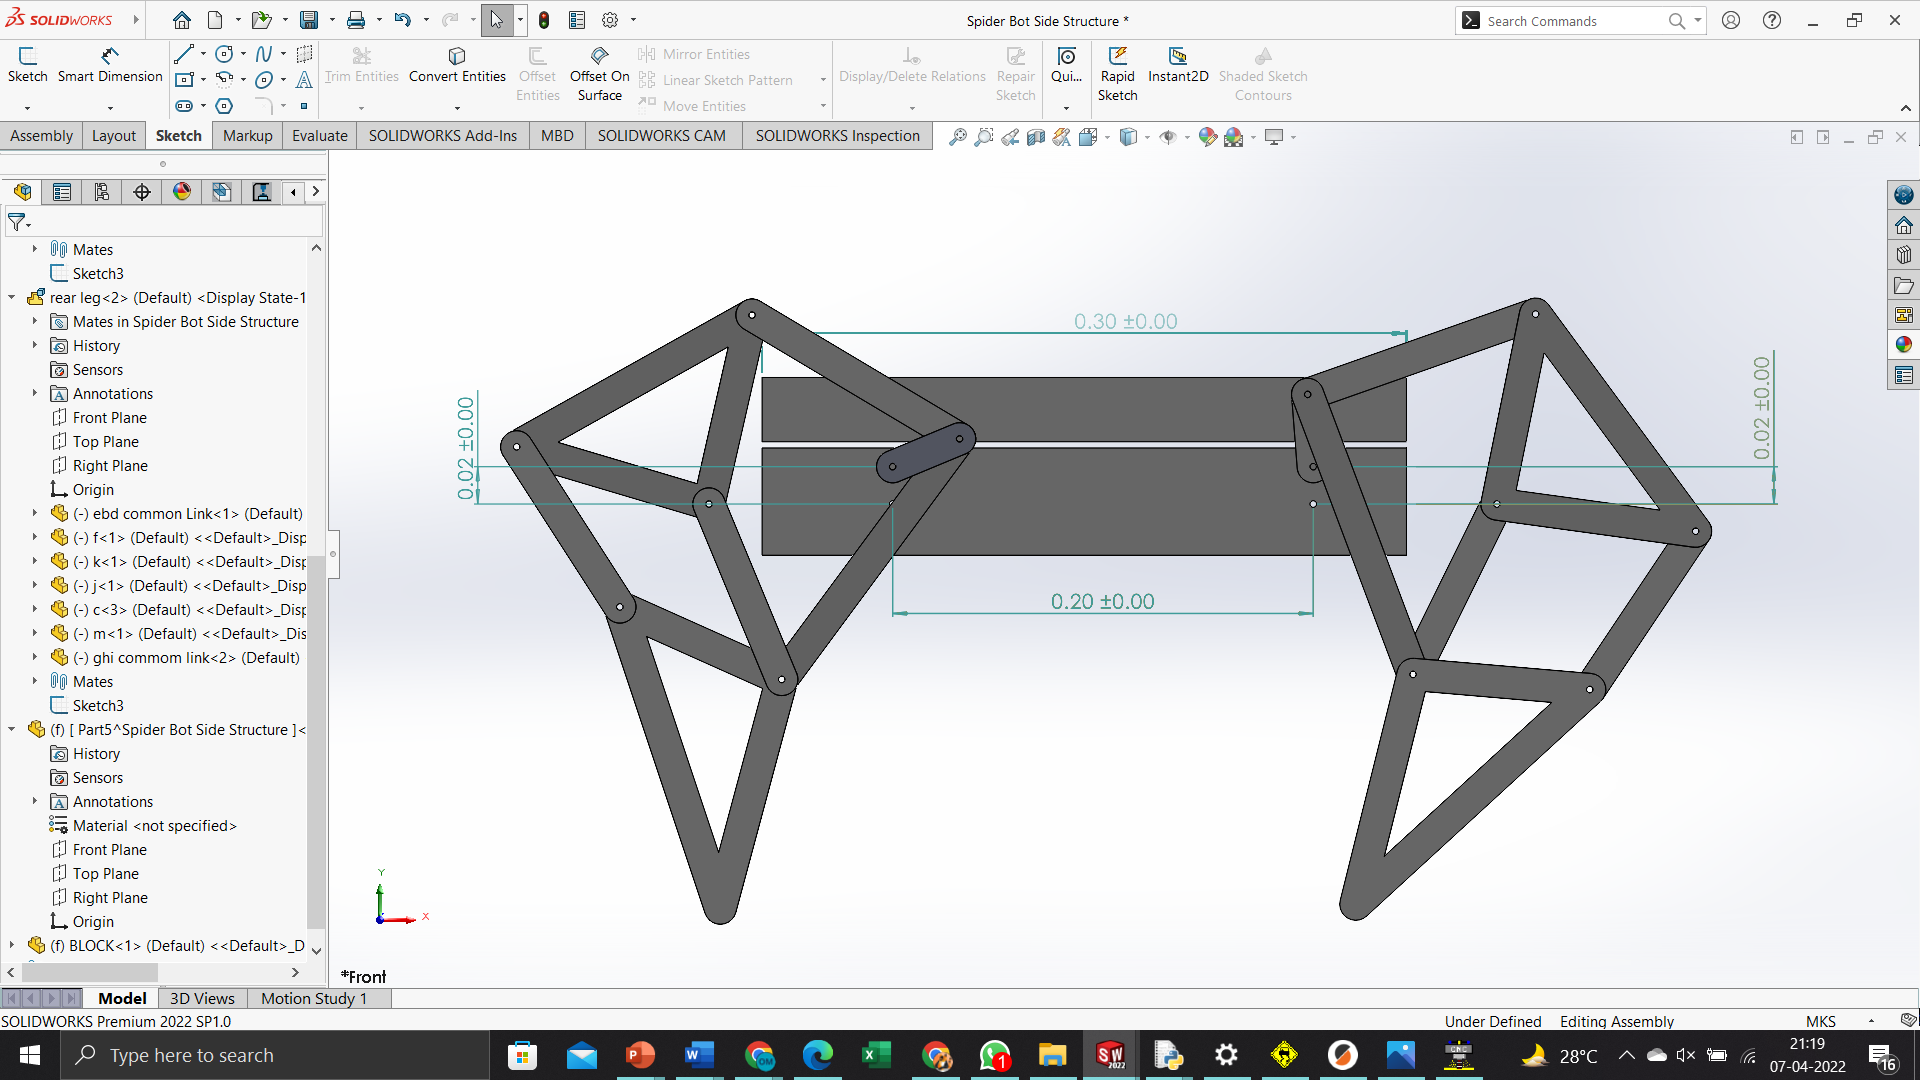 SOLIDWORKS
Spider Bot Side Structure *
Search Commands
Sketch
Smart Dimension
Trim Entities
Convert Entities
Offset
Entities
Offset On
Surface
Mirror Entities
Linear Sketch Pattern
Move Entities
Display/Delete Relations
Repair
Sketch
Qui...
Rapid
Sketch
Instant2D
Shaded Sketch
Contours
Assembly
Layout
Sketch
Markup
Evaluate
SOLIDWORKS Add-Ins
MBD
SOLIDWORKS CAM
SOLIDWORKS Inspection
Mates
Sketch3
rear leg<2> (Default) <Display State-1
Mates in Spider Bot Side Structure
History
Sensors
Annotations
Front Plane
Top Plane
Right Plane
Origin
(-) ebd common Link<1> (Default)
(-) f<1> (Default) <<Default>_Disp
(-) k<1> (Default) <<Default>_Disp
(-) j<1> (Default) <<Default>_Disp
(-) c<3> (Default) <<Default>_Disp
(-) m<1> (Default) <<Default>_Dis
(-) ghi commom link<2> (Default)
Mates
Sketch3
(f) [ Part5^Spider Bot Side Structure ]<
History
Sensors
Annotations
Material <not specified>
Front Plane
Top Plane
Right Plane
Origin
(f) BLOCK<1> (Default) <<Default>_D
0.30 ±0.00
0.02 ±0.00
0.02 ±0.00
0.20 ±0.00
Y
X
*Front
Model
3D Views
Motion Study 1
SOLIDWORKS Premium 2022 SP1.0
Under Defined
Editing Assembly
MKS
Type here to search
1
28°C
21:19
07-04-2022
16